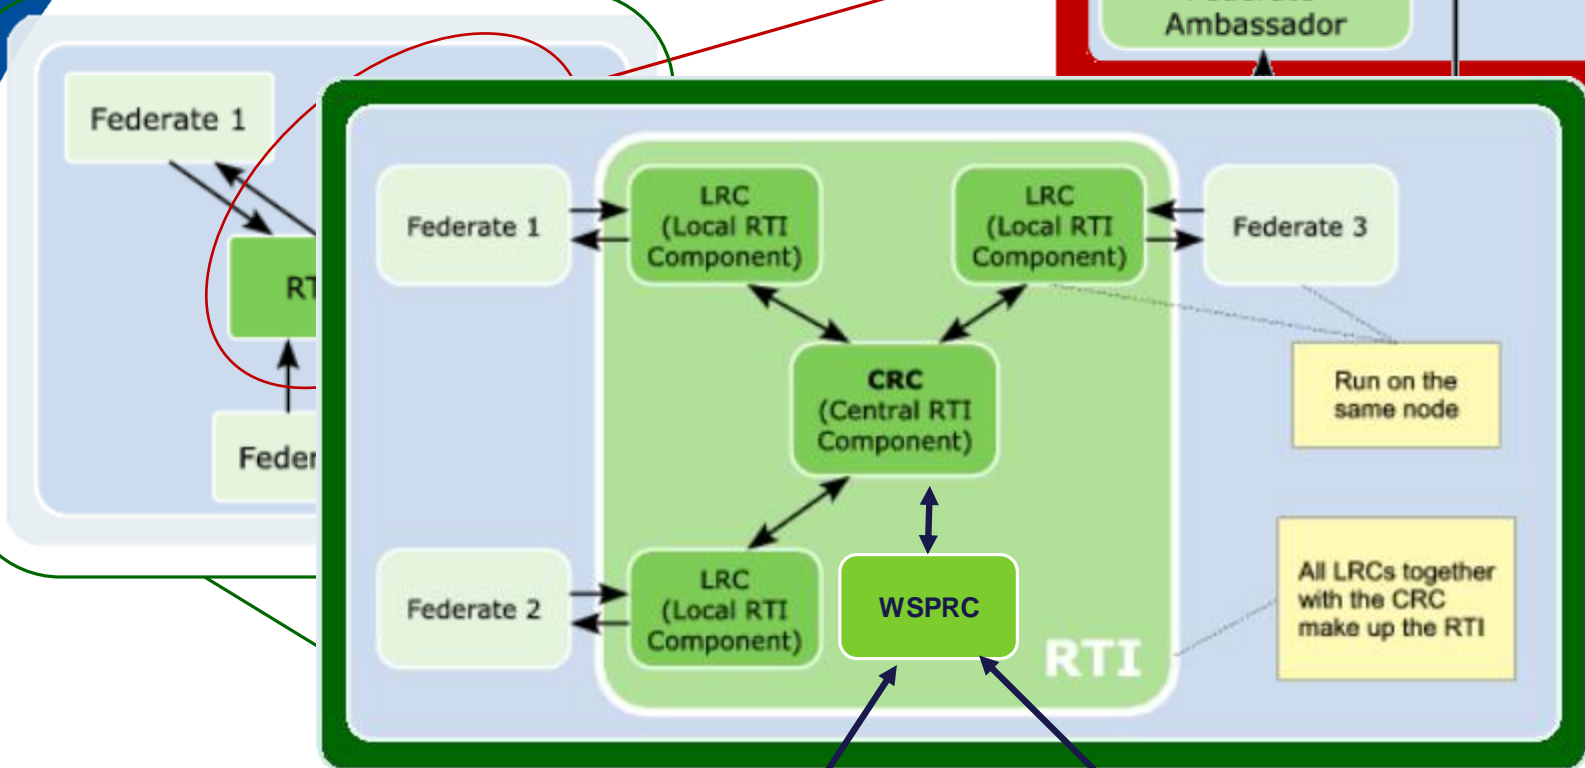 Ambassador
Federate 1
Federate 1
LRC
(Local RTI
Component)
LRC
(Local RTI
Component)
Federate 3
RT
CRC
(Central RTI
Component)
Run on the
same node
Feder
Federate 2
LRC
(Local RTI
Component)
WSPRC
RTI
All LRCs together
with the CRC
make up the RTI